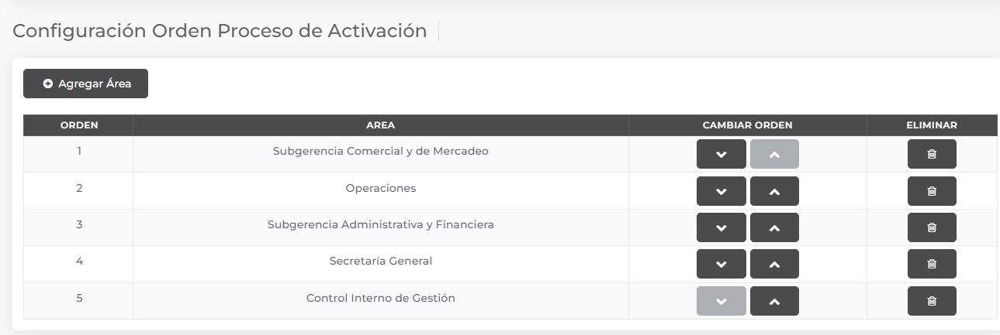 Configuración Orden Proceso de Activación
Agregar Área
ORDEN AREA CAMBIAR ORDEN ELIMINAR
1 Subgerencia Comercial y de Mercadeo
2 Operaciones
3 Subgerencia Administrativa y Financiera
4 Secretaría General
5 Control Interno de Gestión